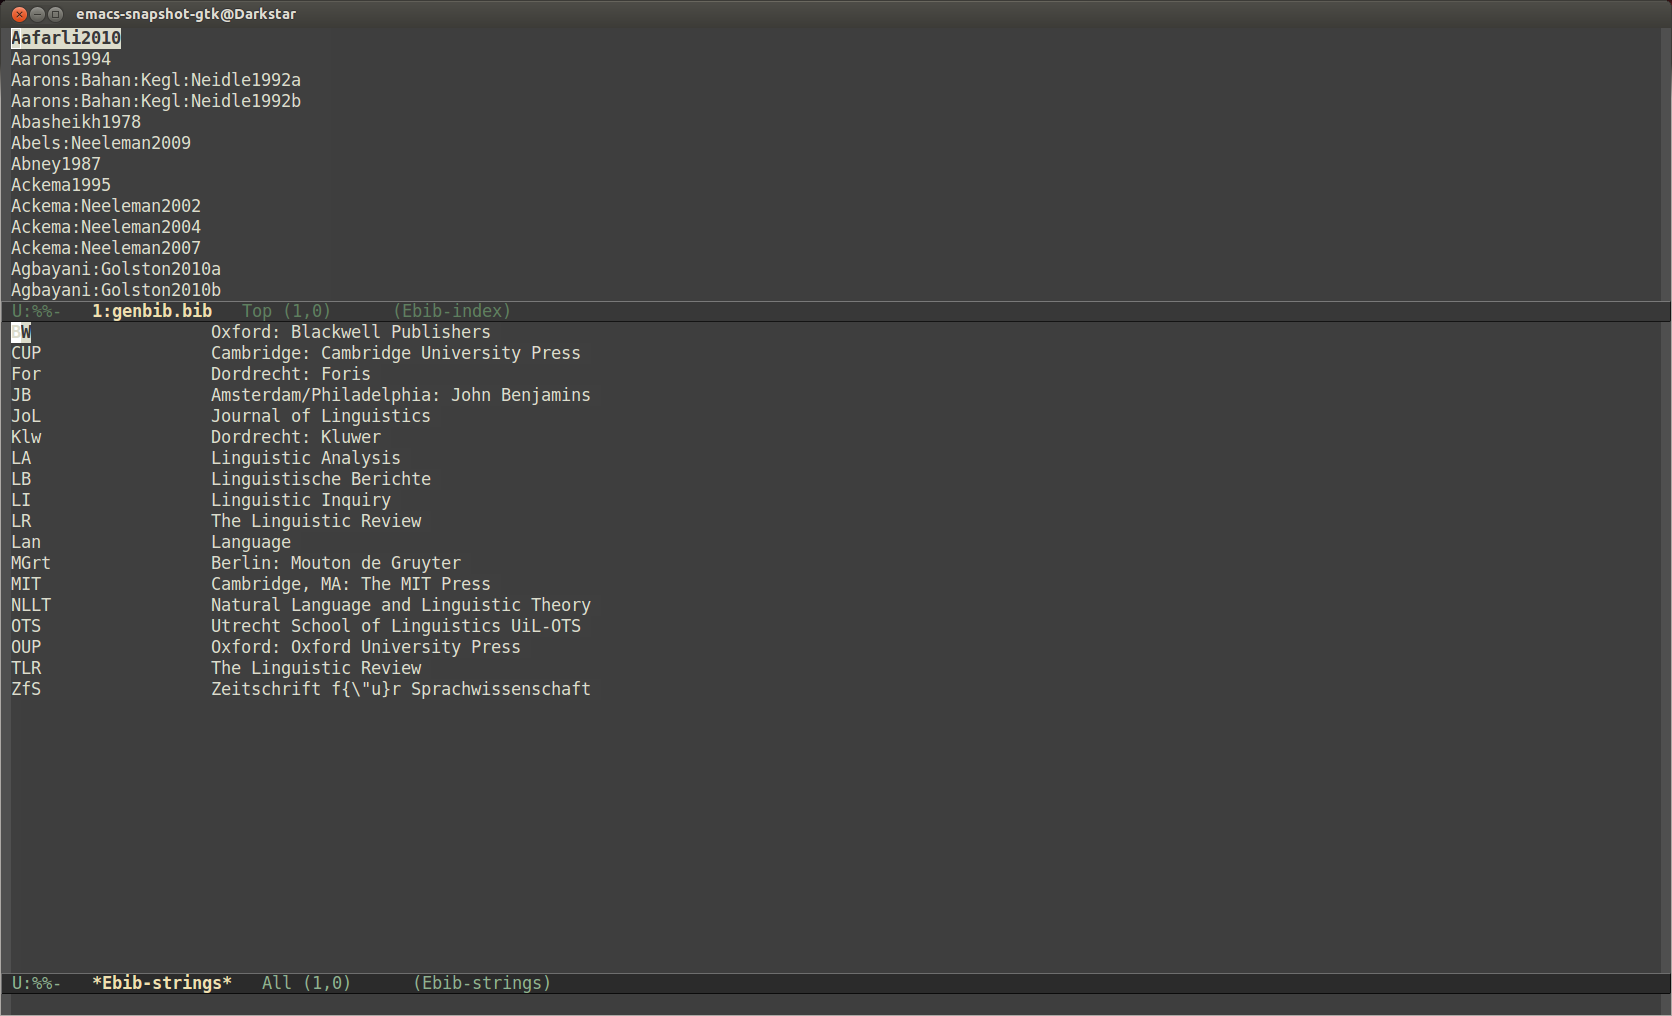 emacs-snapshot-gtk@Darkstar
Aafarli2010
Aarons1994
Aarons:Bahan:Kegl:Neidle1992a
Aarons:Bahan:Kegl:Neidle1992b
Abasheikh1978
Abels:Neeleman2009
Abney1987
Ackema1995
Ackema:Neeleman2002
Ackema:Neeleman2004
Ackema:Neeleman2007
Agbayani:Golston2010a
Agbayani:Golston2010b
U:%%-   1:genbib.bib   Top (1,0)      (Ebib-index)
BW                  Oxford: Blackwell Publishers
CUP                 Cambridge: Cambridge University Press
For                 Dordrecht: Foris
JB                  Amsterdam/Philadelphia: John Benjamins
JoL                 Journal of Linguistics
Klw                 Dordrecht: Kluwer
LA                  Linguistic Analysis
LB                  Linguistische Berichte
LI                  Linguistic Inquiry
LR                  The Linguistic Review
Lan                 Language
MGrt                Berlin: Mouton de Gruyter
MIT                 Cambridge, MA: The MIT Press
NLLT                Natural Language and Linguistic Theory
OTS                 Utrecht School of Linguistics UiL-OTS
OUP                 Oxford: Oxford University Press
TLR                 The Linguistic Review
ZfS                 Zeitschrift f{\"u}r Sprachwissenschaft
U:%%-   *Ebib-strings*   All (1,0)      (Ebib-strings)